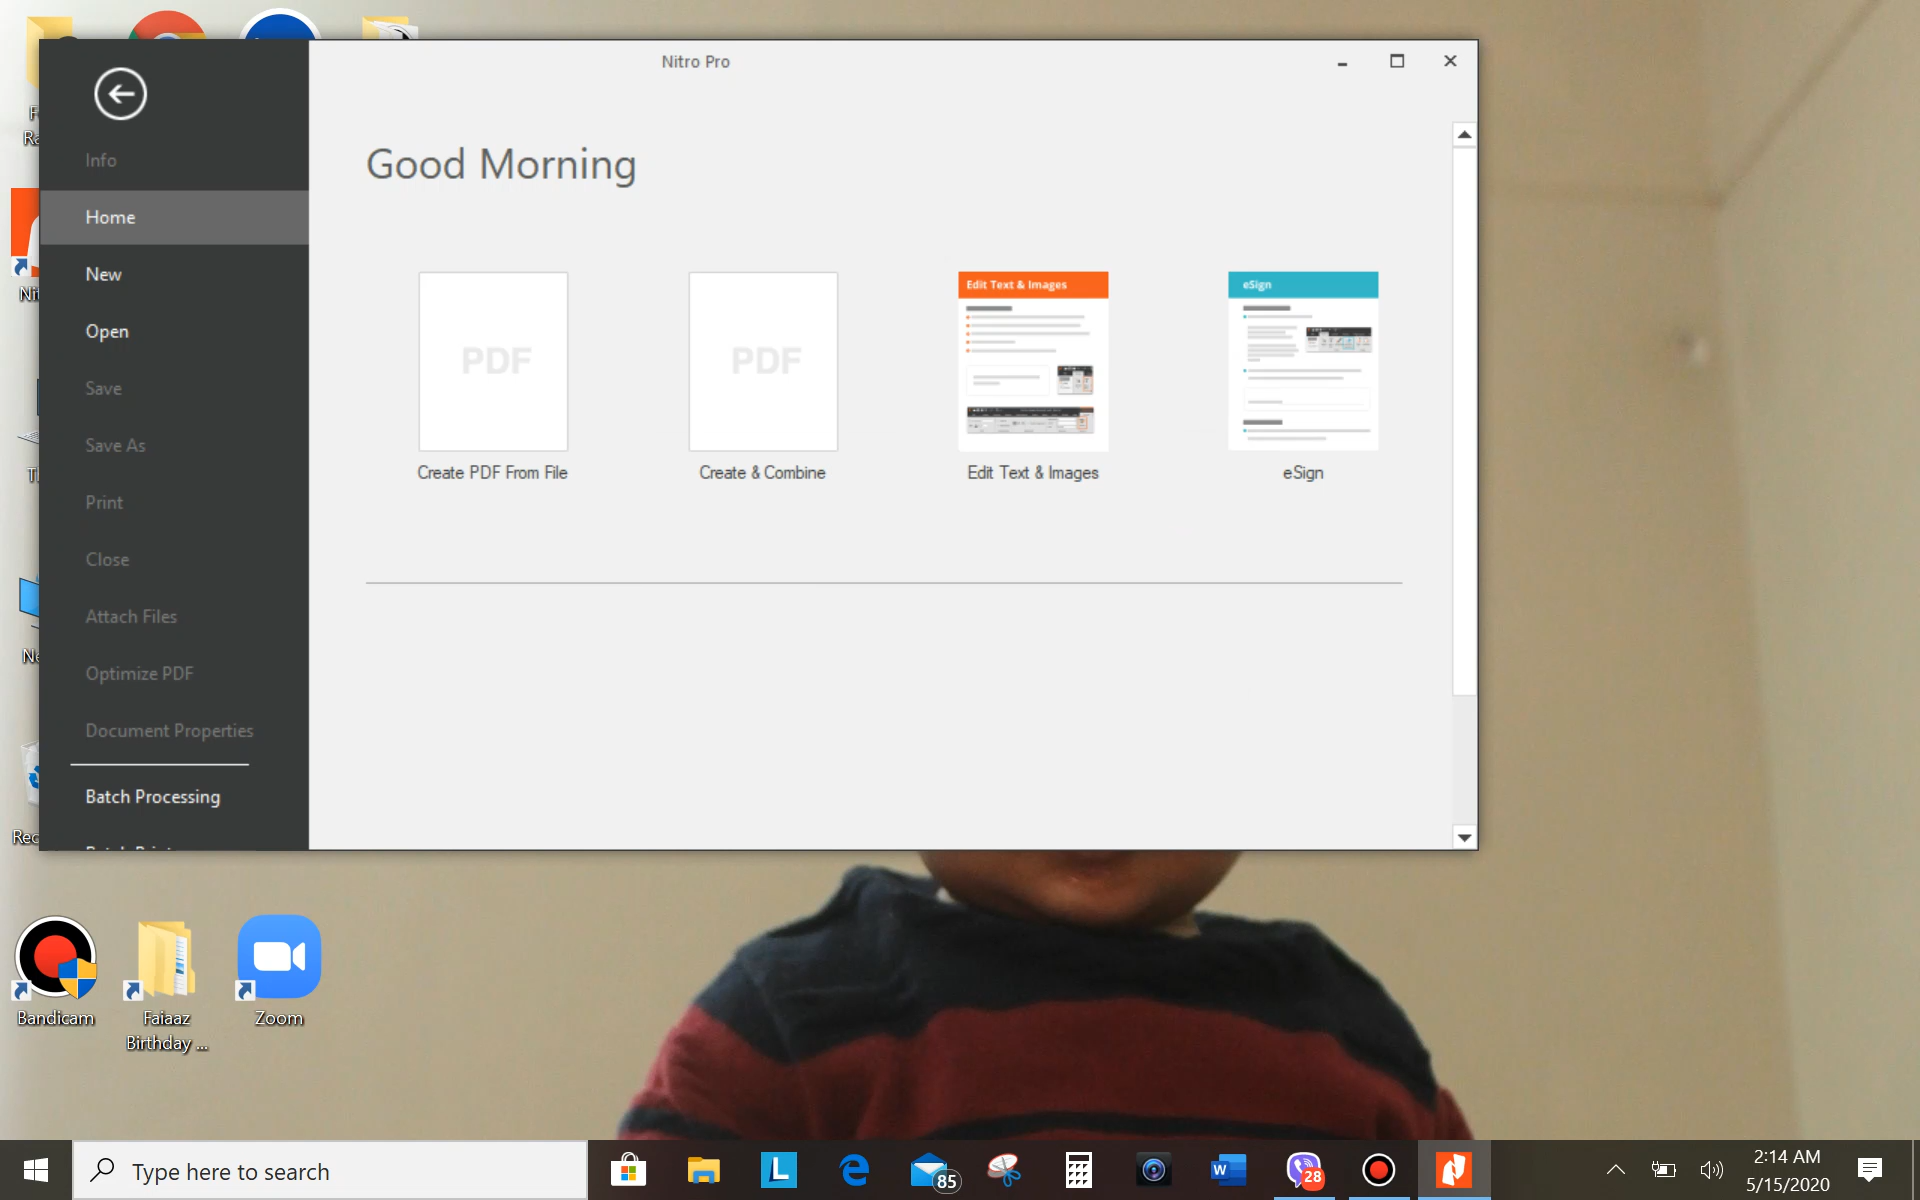 Nitro Pro
Good Morning
Info
Home
New
Open
Save
Save As
Print
Close
Attach Files
Optimize PDF
Document Properties
Batch Processing
PDF
PDF
Edit Text & Images
eSign
Create PDF From File
Create & Combine
Edit Text & Images
eSign
Bandicam
Faiaaz
Birthday ...
Zoom
Type here to search
L
85
W
28
2:14 AM
5/15/2020